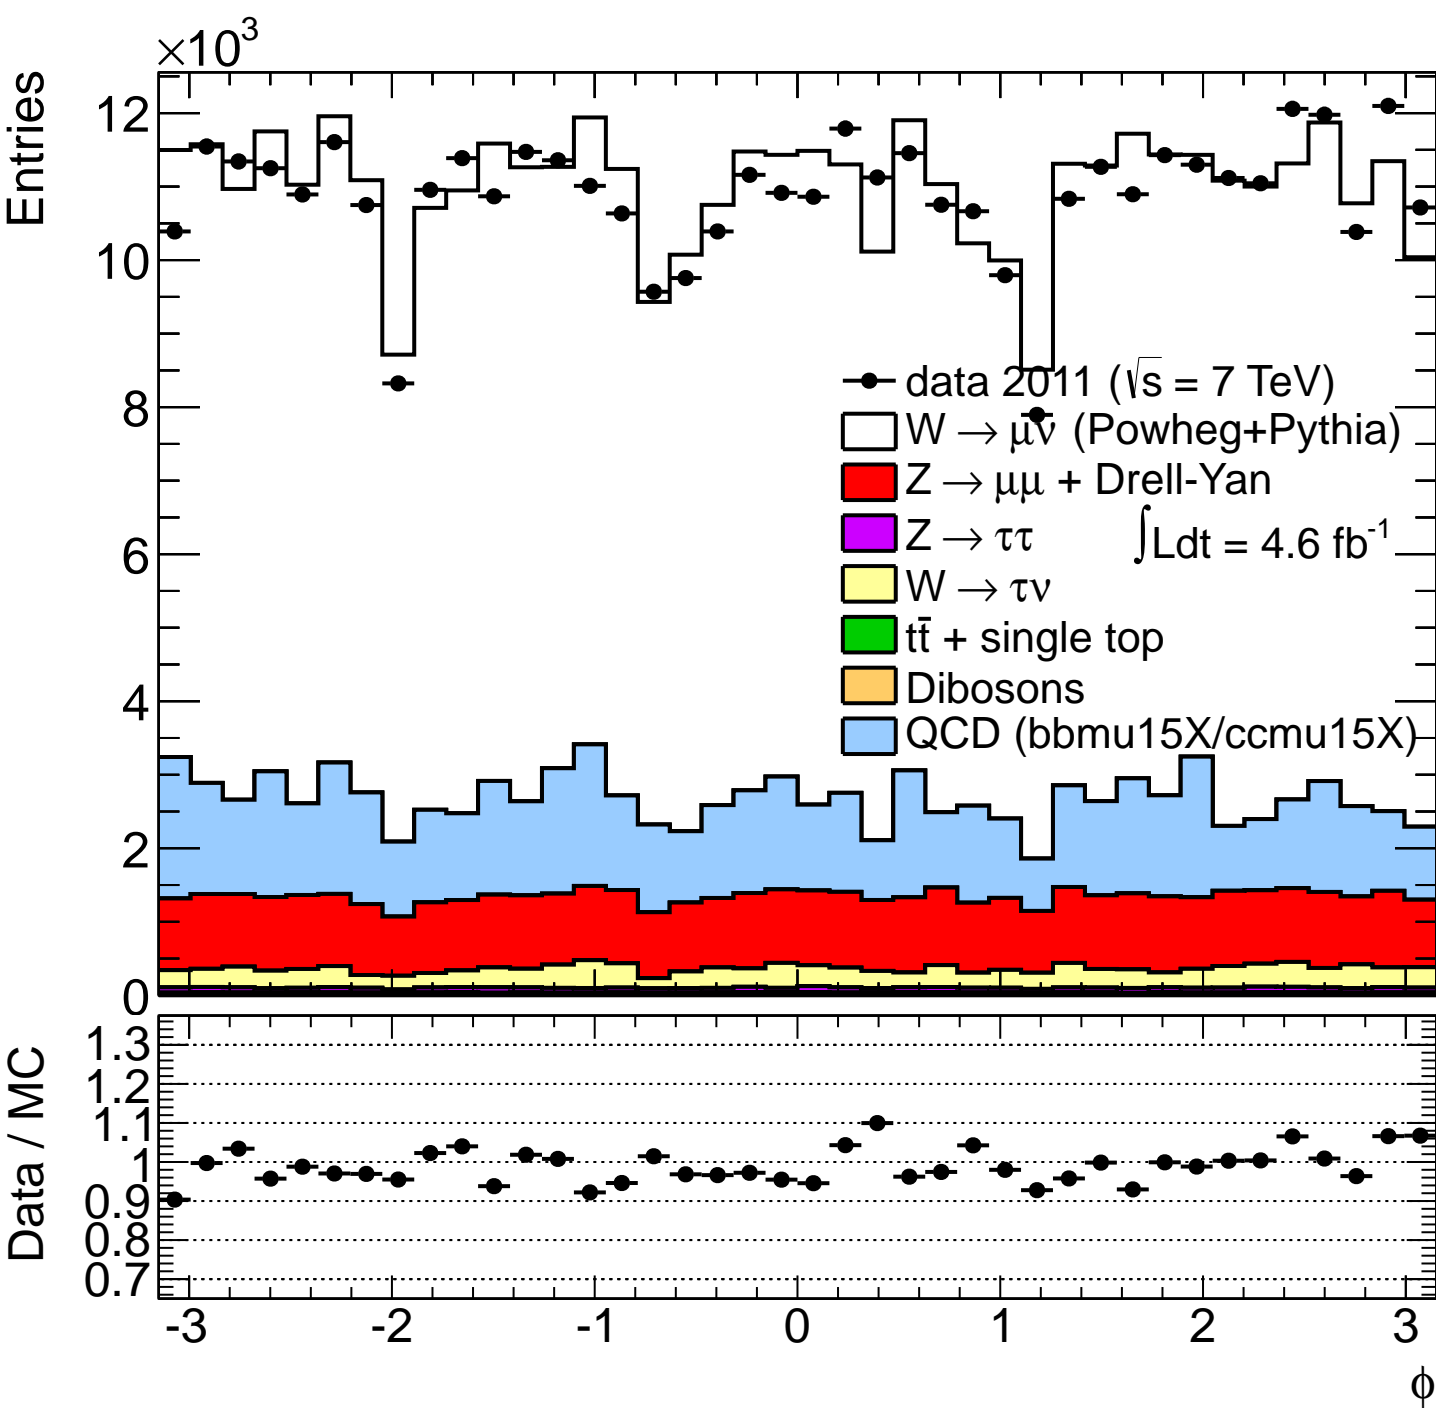 ×10³
Entries
12
10
8
6
4
2
0
data 2011 (√s = 7 TeV)
W → μν (Powheg+Pythia)
Z → μμ + Drell-Yan
Z → ττ
∫Ldt = 4.6 fb⁻¹
W → τν
tt̄ + single top
Dibosons
QCD (bbmu15X/ccmu15X)
Data / MC
1.3
1.2
1.1
1
0.9
0.8
0.7
-3 -2 -1 0 1 2 3
ϕ